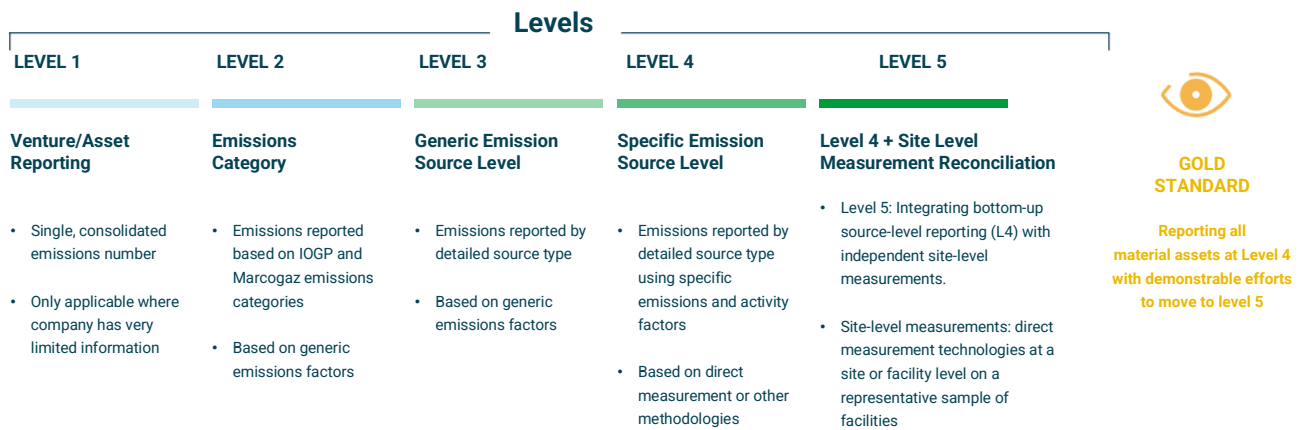 Levels
LEVEL 1
Venture/Asset
Reporting
• Single, consolidated
emissions number
• Only applicable where
company has very
limited information
LEVEL 2
Emissions
Category
• Emissions reported
based on IOGP and
Marcogaz emissions
categories
• Based on generic
emissions factors
LEVEL 3
Generic Emission
Source Level
• Emissions reported by
detailed source type
• Based on generic
emissions factors
LEVEL 4
Specific Emission
Source Level
• Emissions reported by
detailed source type
using specific
emissions and activity
factors
• Based on direct
measurement or other
methodologies
LEVEL 5
Level 4 + Site Level
Measurement Reconciliation
• Level 5: Integrating bottom-up
source-level reporting (L4) with
independent site-level
measurements.
• Site-level measurements: direct
measurement technologies at a
site or facility level on a
representative sample of
facilities
GOLD
STANDARD
Reporting all
material assets at Level 4
with demonstrable efforts
to move to level 5